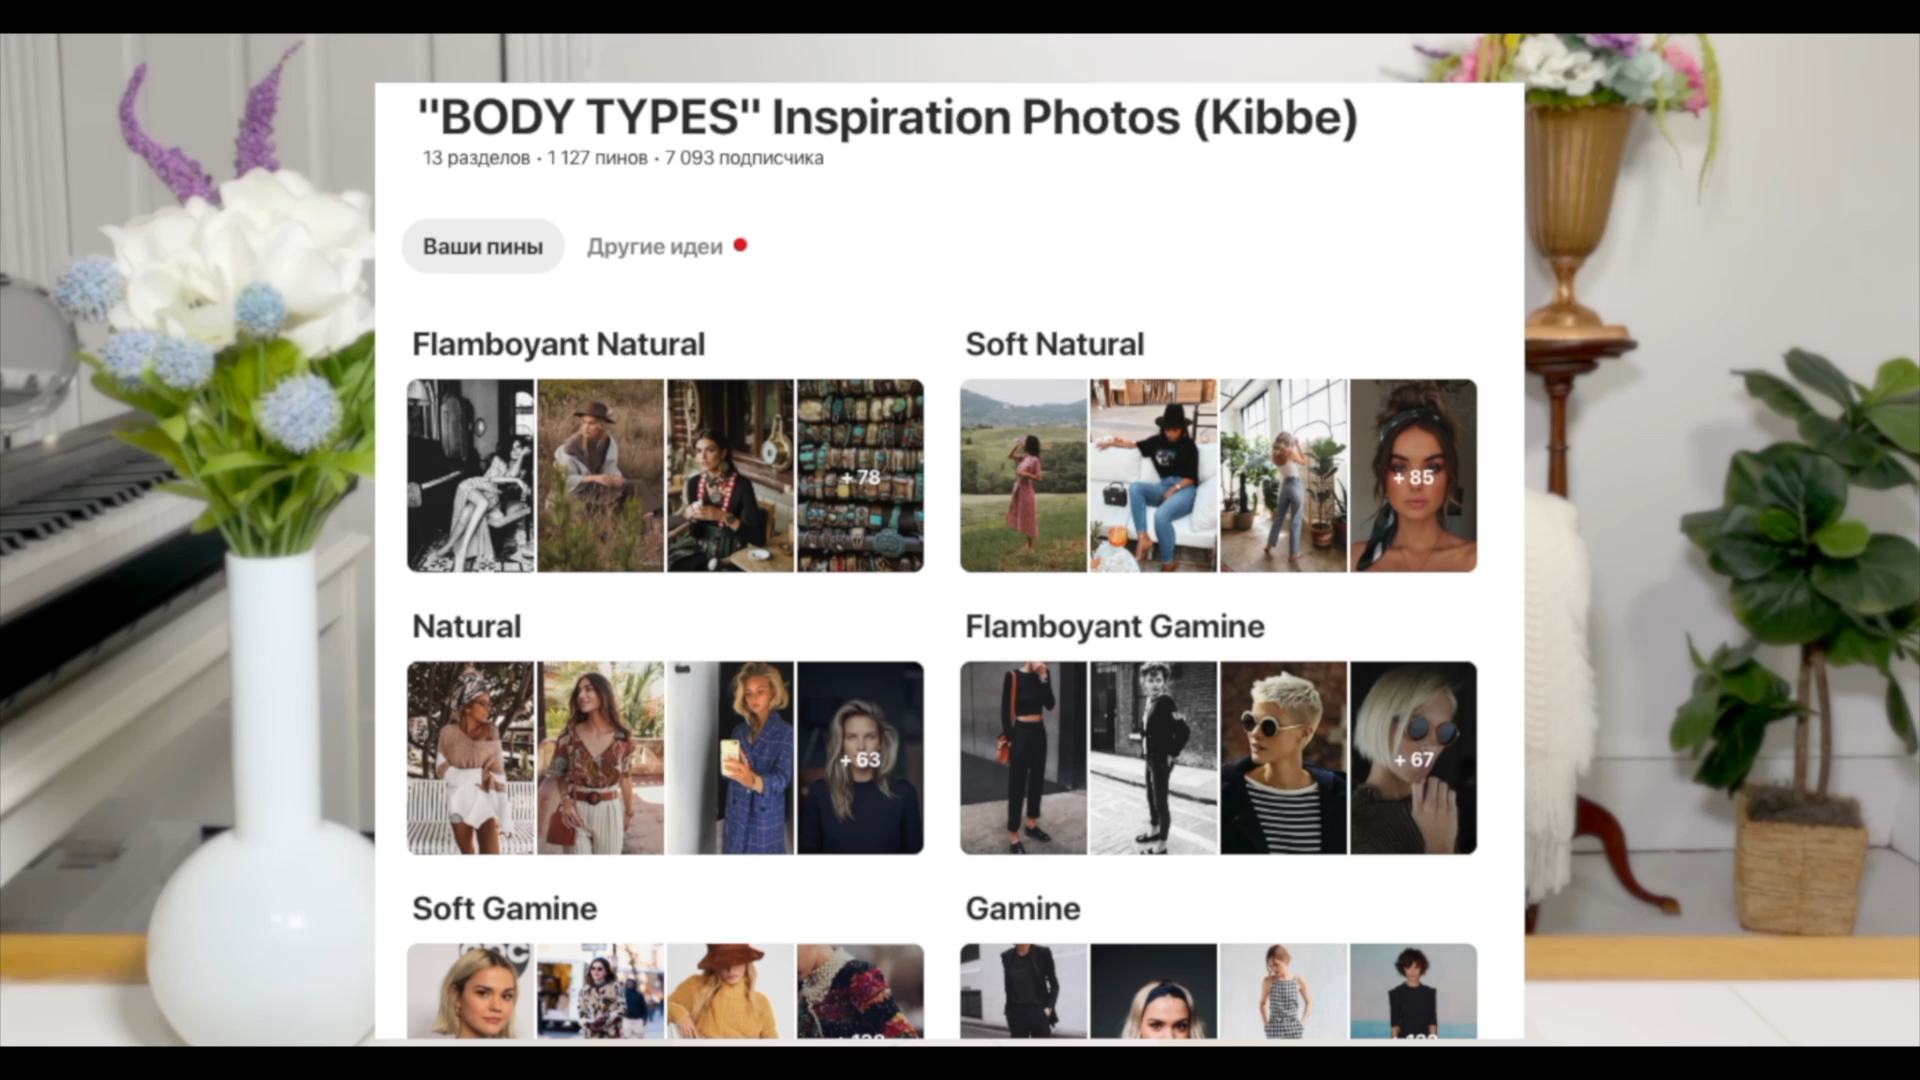 "BODY TYPES" Inspiration Photos (Kibbe)
13 разделов · 1 127 пинов · 7 093 подписчика
Ваши пины
Другие идеи
Flamboyant Natural
Soft Natural
+ 78
+ 85
Natural
Flamboyant Gamine
+ 63
+ 67
Soft Gamine
Gamine